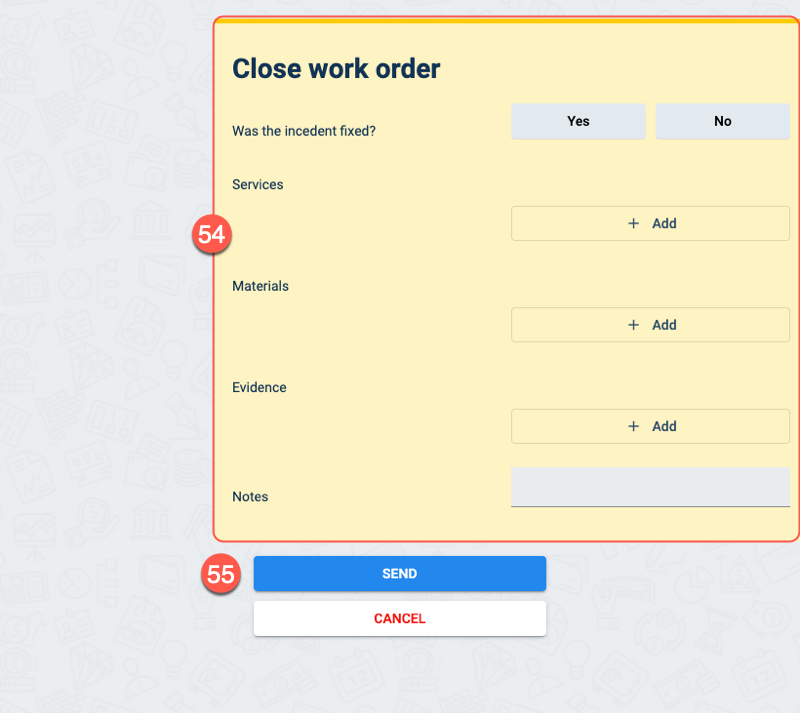 Close work order
Was the incedent fixed?
Yes
No
Services
54
+ Add
Materials
+ Add
Evidence
+ Add
Notes
55
SEND
CANCEL